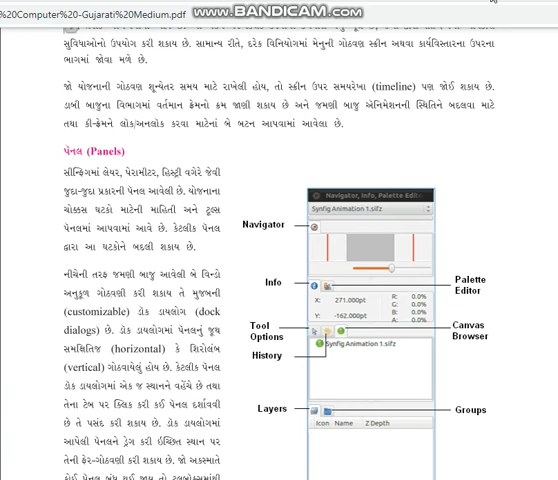 %20Computer%20-Gujarati%20Medium.pdf
www.BANDICAM.com
સુવિધાઓનો ઉપયોગ કરી શકાય છે. સામાન્ય રીતે, દરેક વિનિયોગમાં મેનુની ગોઠવણ સ્ક્રીન અથવા કાર્યવિસ્તારના ઉપરના
ભાગમાં જોવા મળે છે.
જો યોજનાની ગોઠવણ શૂન્યેતર સમય માટે રાખેલી હોય, તો સ્ક્રીન ઉપર સમયરેખા (timeline) પણ જોઈ શકાય છે.
ડાબી બાજુના વિભાગમાં વર્તમાન ફ્રેમનો ક્રમ જાણી શકાય છે અને જમણી બાજુ એનિમેશનની સ્થિતિને બદલવા માટે
તથા કી-ફ્રેમને લોક/અનલોક કરવા માટેનાં બે બટન આપવામાં આવેલા છે.
પૅનલ (Panels)
સીન્ફિગમાં લેયર, પેરામીટર, હિસ્ટ્રી વગેરે જેવી
જુદા-જુદા પ્રકારની પૅનલ આવેલી છે. યોજનાના
ચોક્કસ ઘટકો માટેની માહિતી અને ટૂલ્સ
પૅનલમાં આપવામાં આવે છે. કેટલીક પૅનલ
દ્વારા આ ઘટકોને બદલી શકાય છે.
નીચેની તરફ જમણી બાજુ આવેલી બે વિન્ડો
અનુકૂળ ગોઠવણી કરી શકાય તે મુજબની
(customizable) ડૉક ડાયલોગ (dock
dialogs) છે. ડૉક ડાયલોગમાં પૅનલનું જૂથ
સમક્ષિતિજ (horizontal) કે શિરોલંબ
(vertical) ગોઠવાયેલું હોય છે. કેટલીક પૅનલ
ડૉક ડાયલોગમાં એક જ સ્થાનને વહેંચે છે તથા
તેના ટેબ પર ક્લિક કરી કઈ પૅનલ દર્શાવવી
છે તે પસંદ કરી શકાય છે. ડૉક ડાયલોગમાં
આપેલી પૅનલને ડ્રેગ કરી ઇચ્છિત સ્થાન પર
તેની ફેર-ગોઠવણી કરી શકાય છે. જો અકસ્માતે
Navigator, Info, Palette Edit
Synfig Animation 1.sifz
Navigator
Info
Palette
Editor
X: 271.000pt
Y: -162.000pt
R: 0.0%
G: 0.0%
B: 0.0%
A: 0.0%
Tool
Options
History
Canvas
Browser
Synfig Animation 1.sifz
Layers
Groups
Icon Name Z Depth